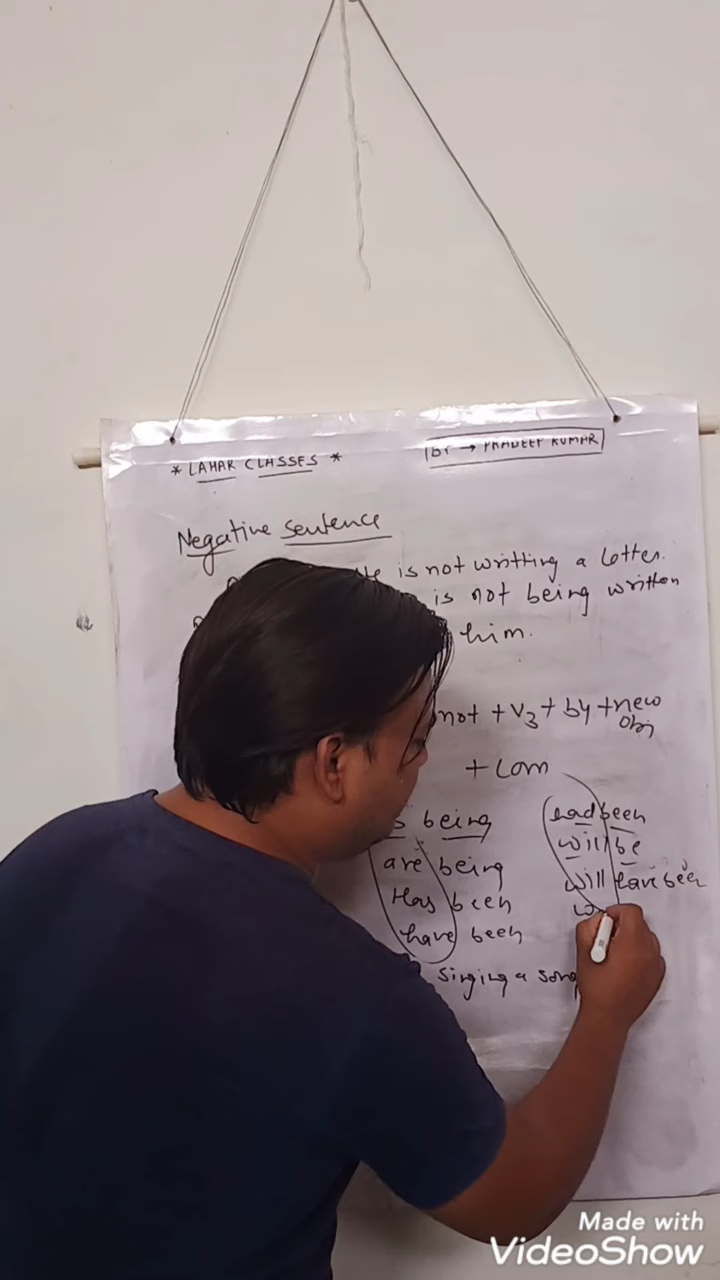 * LAHAR CLASSES *
BY → PRADEEP KUMAR
Negative Sentence
is not writting a letter.
is not being written
him.
not + V3 + by + new
obj
+ Com
being
had been
will be
are being
will have been
Has been
have been
singing a song
Made with
VideoShow